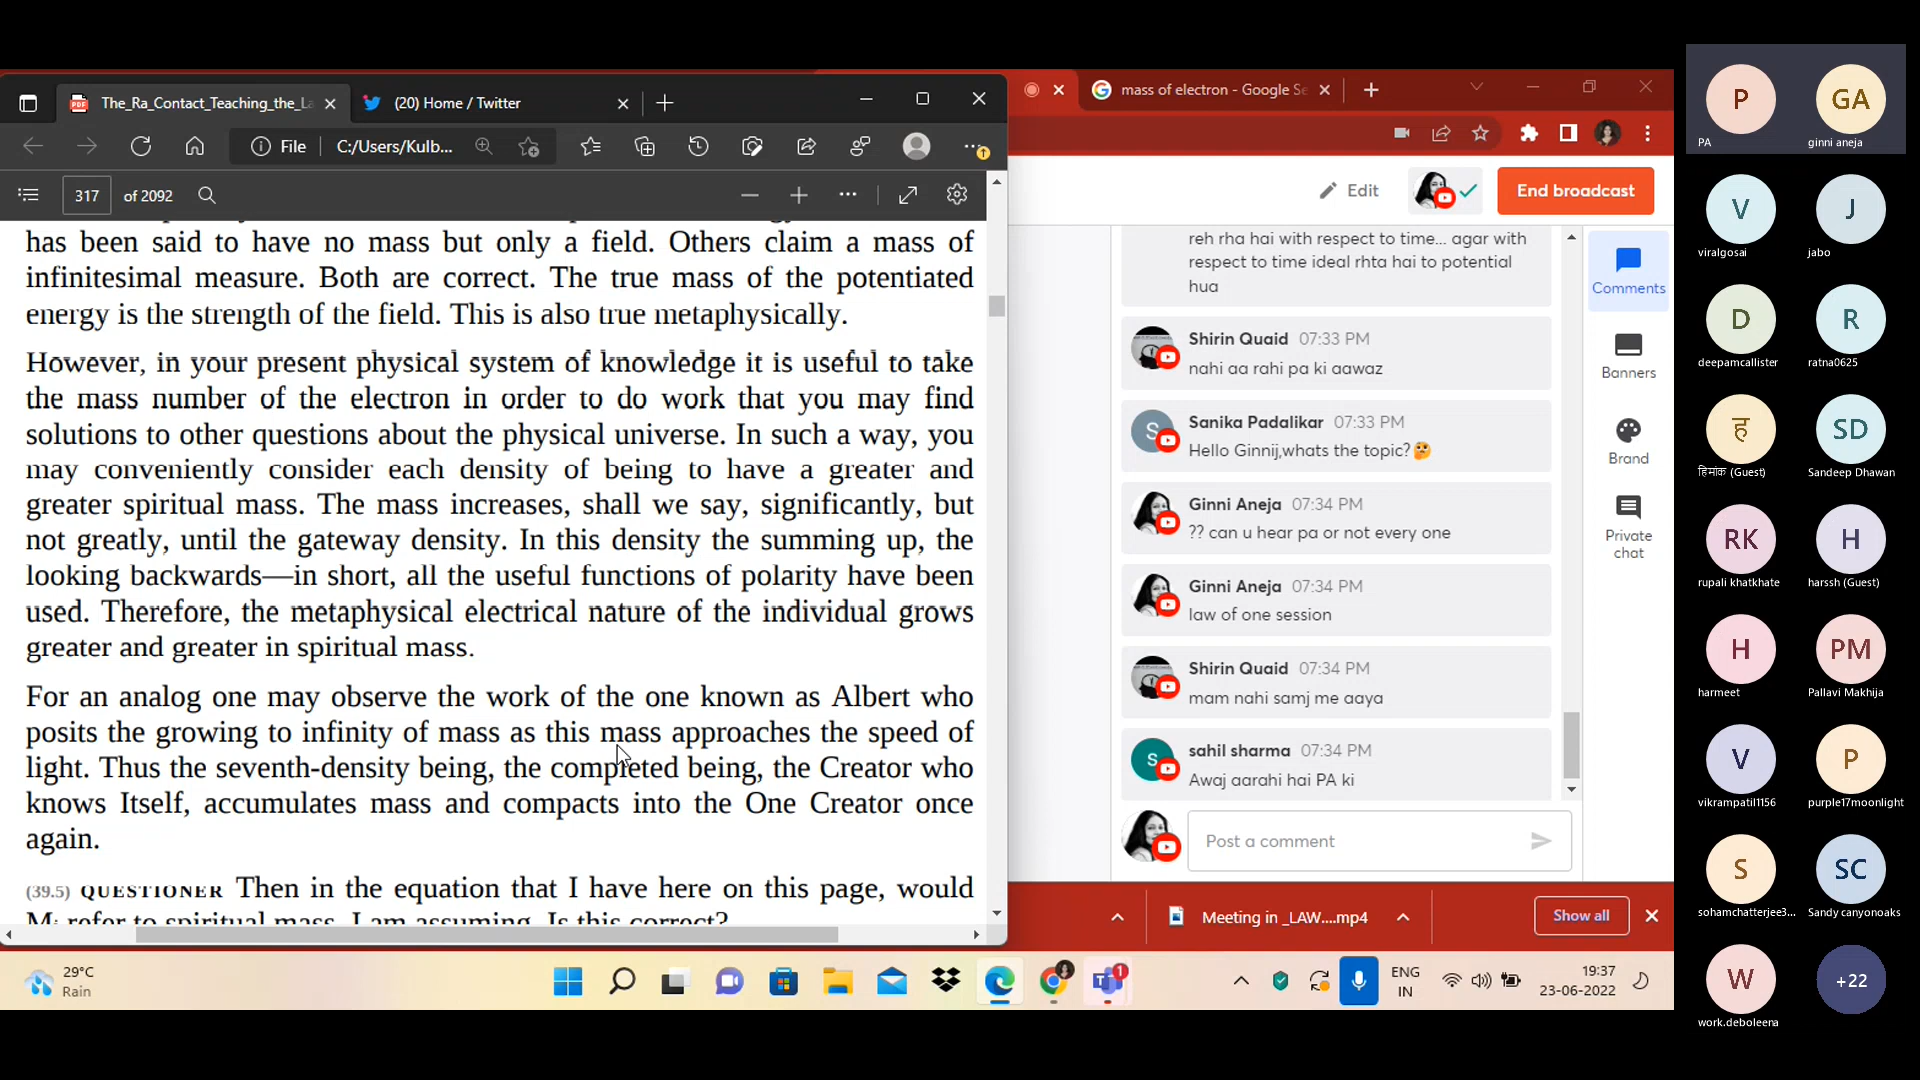 The_Ra_Contact_Teaching_the_La
(20) Home / Twitter
mass of electron - Google Se
File
C:/Users/Kulb...
317
of 2092
Edit
End broadcast
has been said to have no mass but only a field. Others claim a mass of
infinitesimal measure. Both are correct. The true mass of the potentiated
energy is the strength of the field. This is also true metaphysically.
However, in your present physical system of knowledge it is useful to take
the mass number of the electron in order to do work that you may find
solutions to other questions about the physical universe. In such a way, you
may conveniently consider each density of being to have a greater and
greater spiritual mass. The mass increases, shall we say, significantly, but
not greatly, until the gateway density. In this density the summing up, the
looking backwards—in short, all the useful functions of polarity have been
used. Therefore, the metaphysical electrical nature of the individual grows
greater and greater in spiritual mass.
For an analog one may observe the work of the one known as Albert who
posits the growing to infinity of mass as this mass approaches the speed of
light. Thus the seventh-density being, the completed being, the Creator who
knows Itself, accumulates mass and compacts into the One Creator once
again.
(39.5) QUESTIONER Then in the equation that I have here on this page, would
refer to spiritual mass, I am assuming. Is this correct?
reh rha hai with respect to time... agar with
respect to time ideal rhta hai to potential
hua
Shirin Quaid 07:33 PM
nahi aa rahi pa ki aawaz
S
Sanika Padalikar 07:33 PM
Hello Ginnij,whats the topic?🤔
Ginni Aneja 07:34 PM
?? can u hear pa or not every one
Ginni Aneja 07:34 PM
law of one session
Shirin Quaid 07:34 PM
mam nahi samj me aaya
S
sahil sharma 07:34 PM
Awaj aarahi hai PA ki
Post a comment
Comments
Banners
Brand
Private
chat
Meeting in _LAW....mp4
Show all
29°C
Rain
1
ENG
IN
19:37
23-06-2022
P
PA
GA
ginni aneja
V
viralgosai
J
jabo
D
deepamcallister
R
ratna0625
ह
हिमांक (Guest)
SD
Sandeep Dhawan
RK
rupali khatkhate
H
harssh (Guest)
H
harmeet
PM
Pallavi Makhija
V
vikrampatil1156
P
purple17moonlight
S
sohamchatterjee3...
SC
Sandy canyonoaks
W
work.deboleena
+22